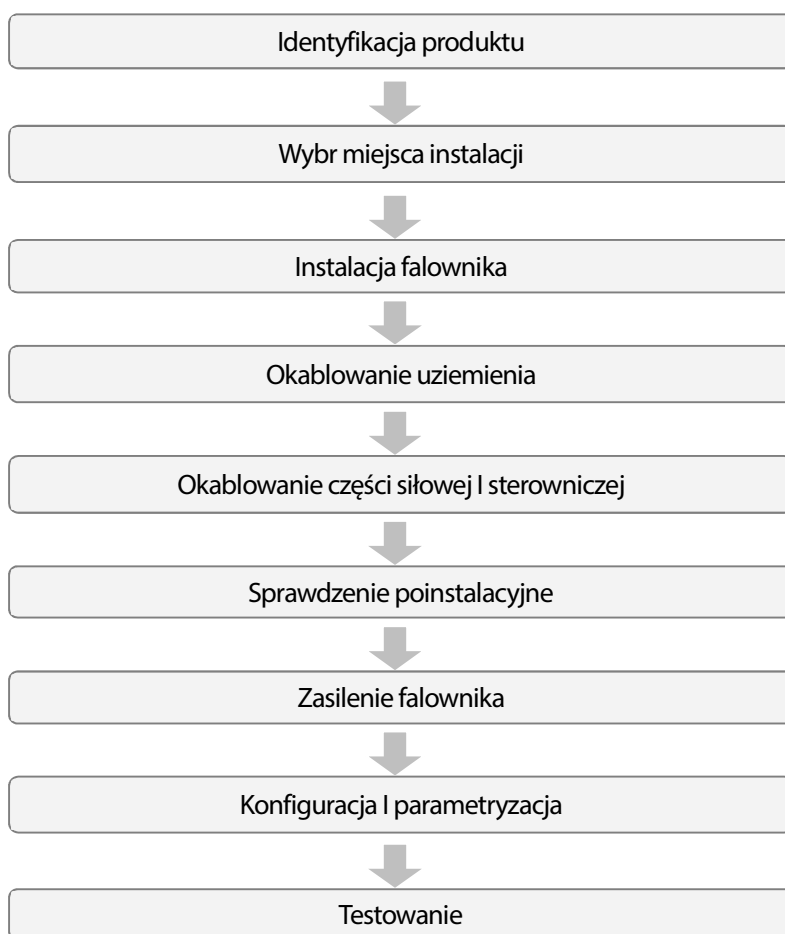 Identyfikacja produktu
Wybr miejsca instalacji
Instalacja falownika
Okablowanie uziemienia
Okablowanie części siłowej I sterowniczej
Sprawdzenie poinstalacyjne
Zasilenie falownika
Konfiguracja I parametryzacja
Testowanie